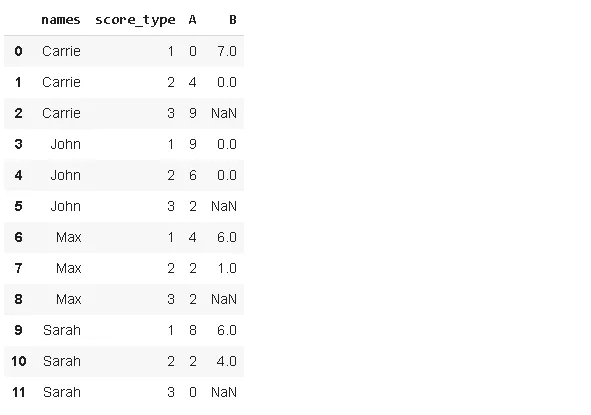 names score_type A B
0 Carrie 1 0 7.0
1 Carrie 2 4 0.0
2 Carrie 3 9 NaN
3 John 1 9 0.0
4 John 2 6 0.0
5 John 3 2 NaN
6 Max 1 4 6.0
7 Max 2 2 1.0
8 Max 3 2 NaN
9 Sarah 1 8 6.0
10 Sarah 2 2 4.0
11 Sarah 3 0 NaN